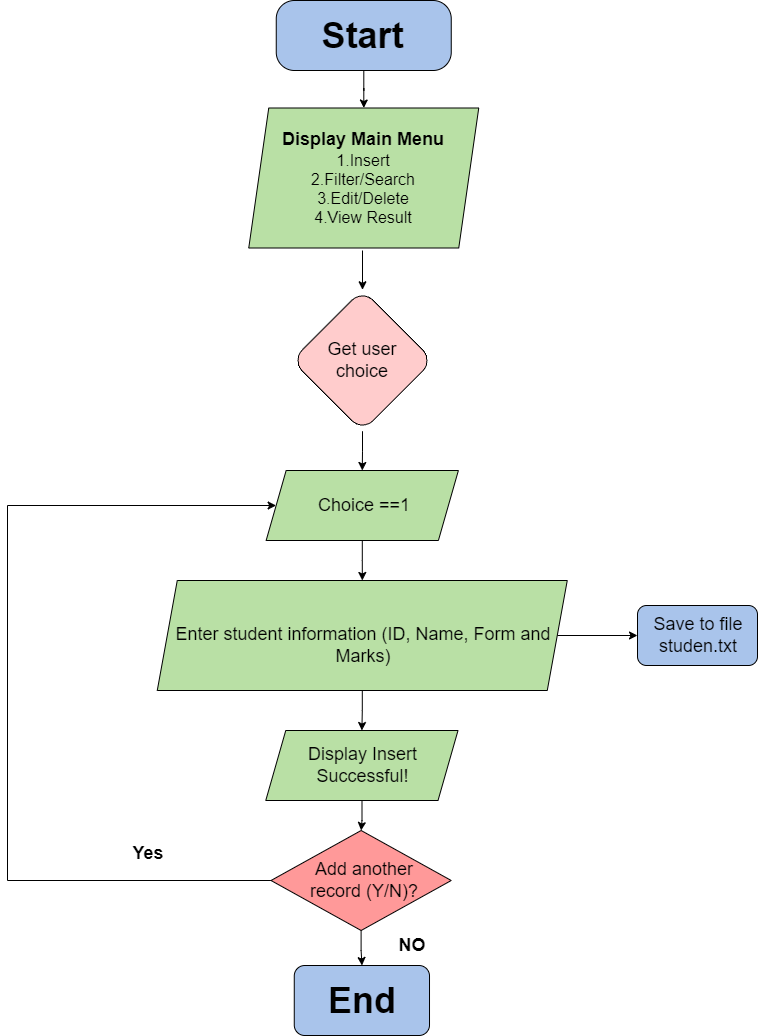 Start
Display Main Menu
1.Insert
2.Filter/Search
3.Edit/Delete
4.View Result
Get user
choice
Choice ==1
Enter student information (ID, Name, Form and
Marks)
Save to file
studen.txt
Display Insert
Successful!
Yes
Add another
record (Y/N)?
NO
End